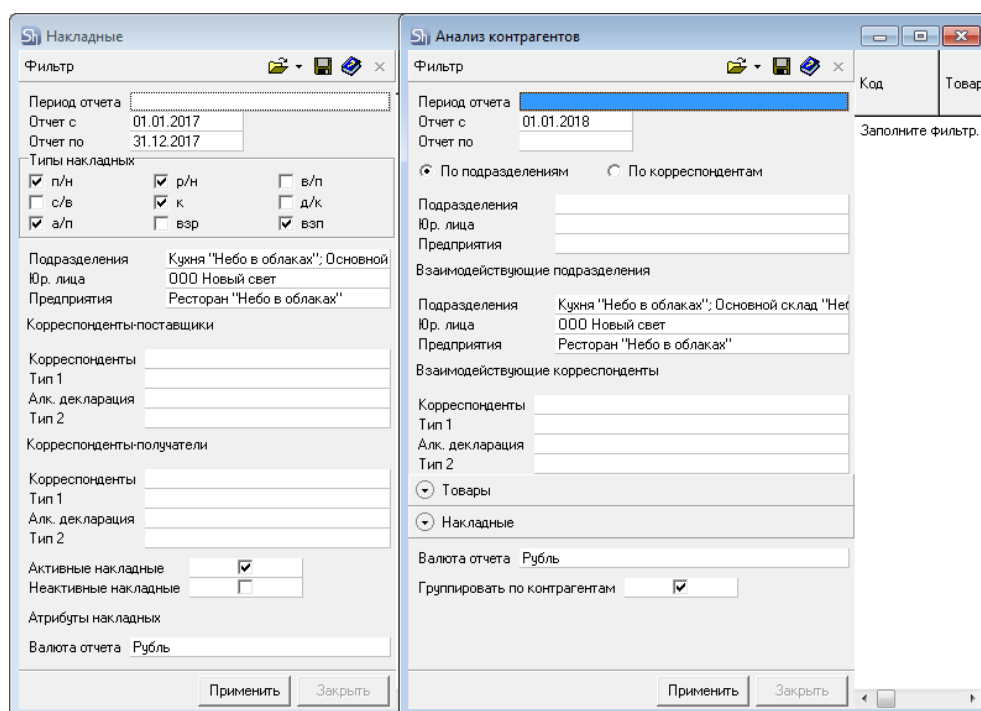 Sh Накладные
Фильтр
Период отчета
Отчет с 01.01.2017
Отчет по 31.12.2017
Типы накладных
п/н р/н в/п
с/в к д/к
а/п взр взп
Подразделения Кухня "Небо в облаках"; Основной
Юр. лица ООО Новый свет
Предприятия Ресторан "Небо в облаках"
Корреспонденты-поставщики
Корреспонденты
Тип 1
Алк. декларация
Тип 2
Корреспонденты-получатели
Корреспонденты
Тип 1
Алк. декларация
Тип 2
Активные накладные
Неактивные накладные
Атрибуты накладных
Валюта отчета Рубль
Применить Закрыть
Sh Анализ контрагентов
Фильтр
Период отчета
Отчет с 01.01.2018
Отчет по
По подразделениям По корреспондентам
Подразделения
Юр. лица
Предприятия
Взаимодействующие подразделения
Подразделения Кухня "Небо в облаках"; Основной склад "Неб
Юр. лица ООО Новый свет
Предприятия Ресторан "Небо в облаках"
Взаимодействующие корреспонденты
Корреспонденты
Тип 1
Алк. декларация
Тип 2
Товары
Накладные
Валюта отчета Рубль
Группировать по контрагентам
Применить Закрыть
Код Товар
Заполните фильтр.